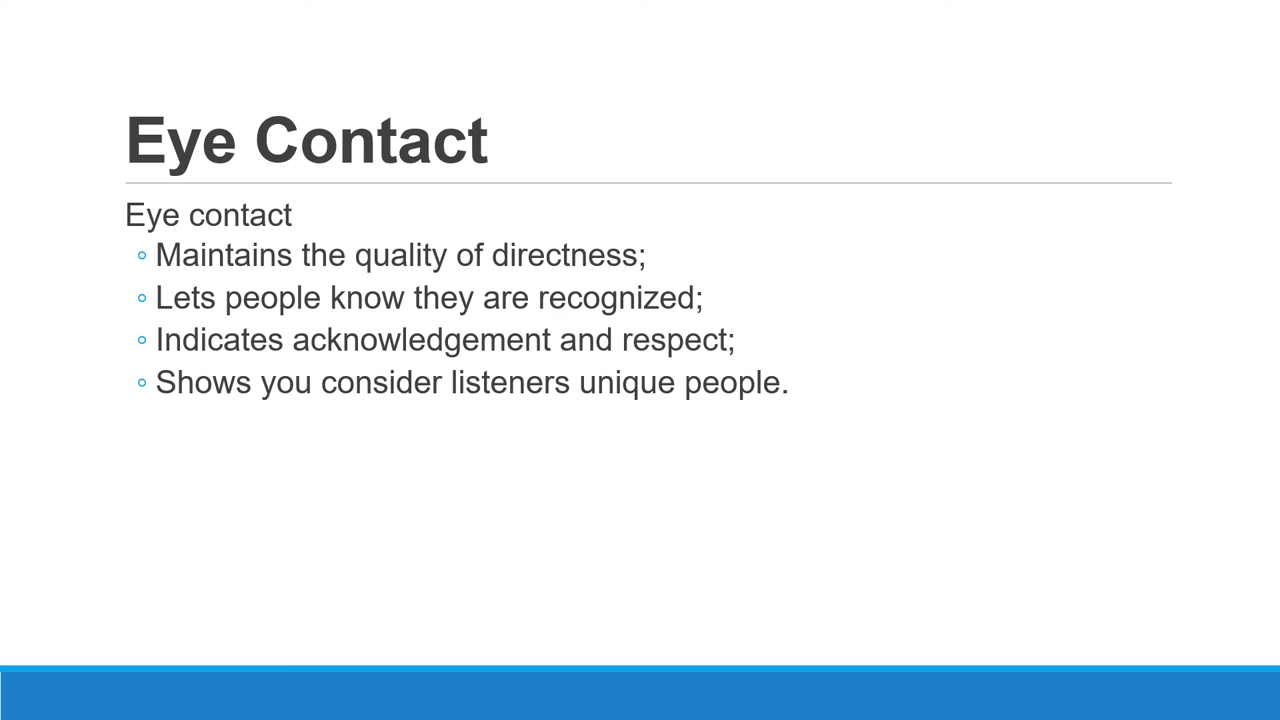 Eye Contact
Eye contact
◦ Maintains the quality of directness;
◦ Lets people know they are recognized;
◦ Indicates acknowledgement and respect;
◦ Shows you consider listeners unique people.